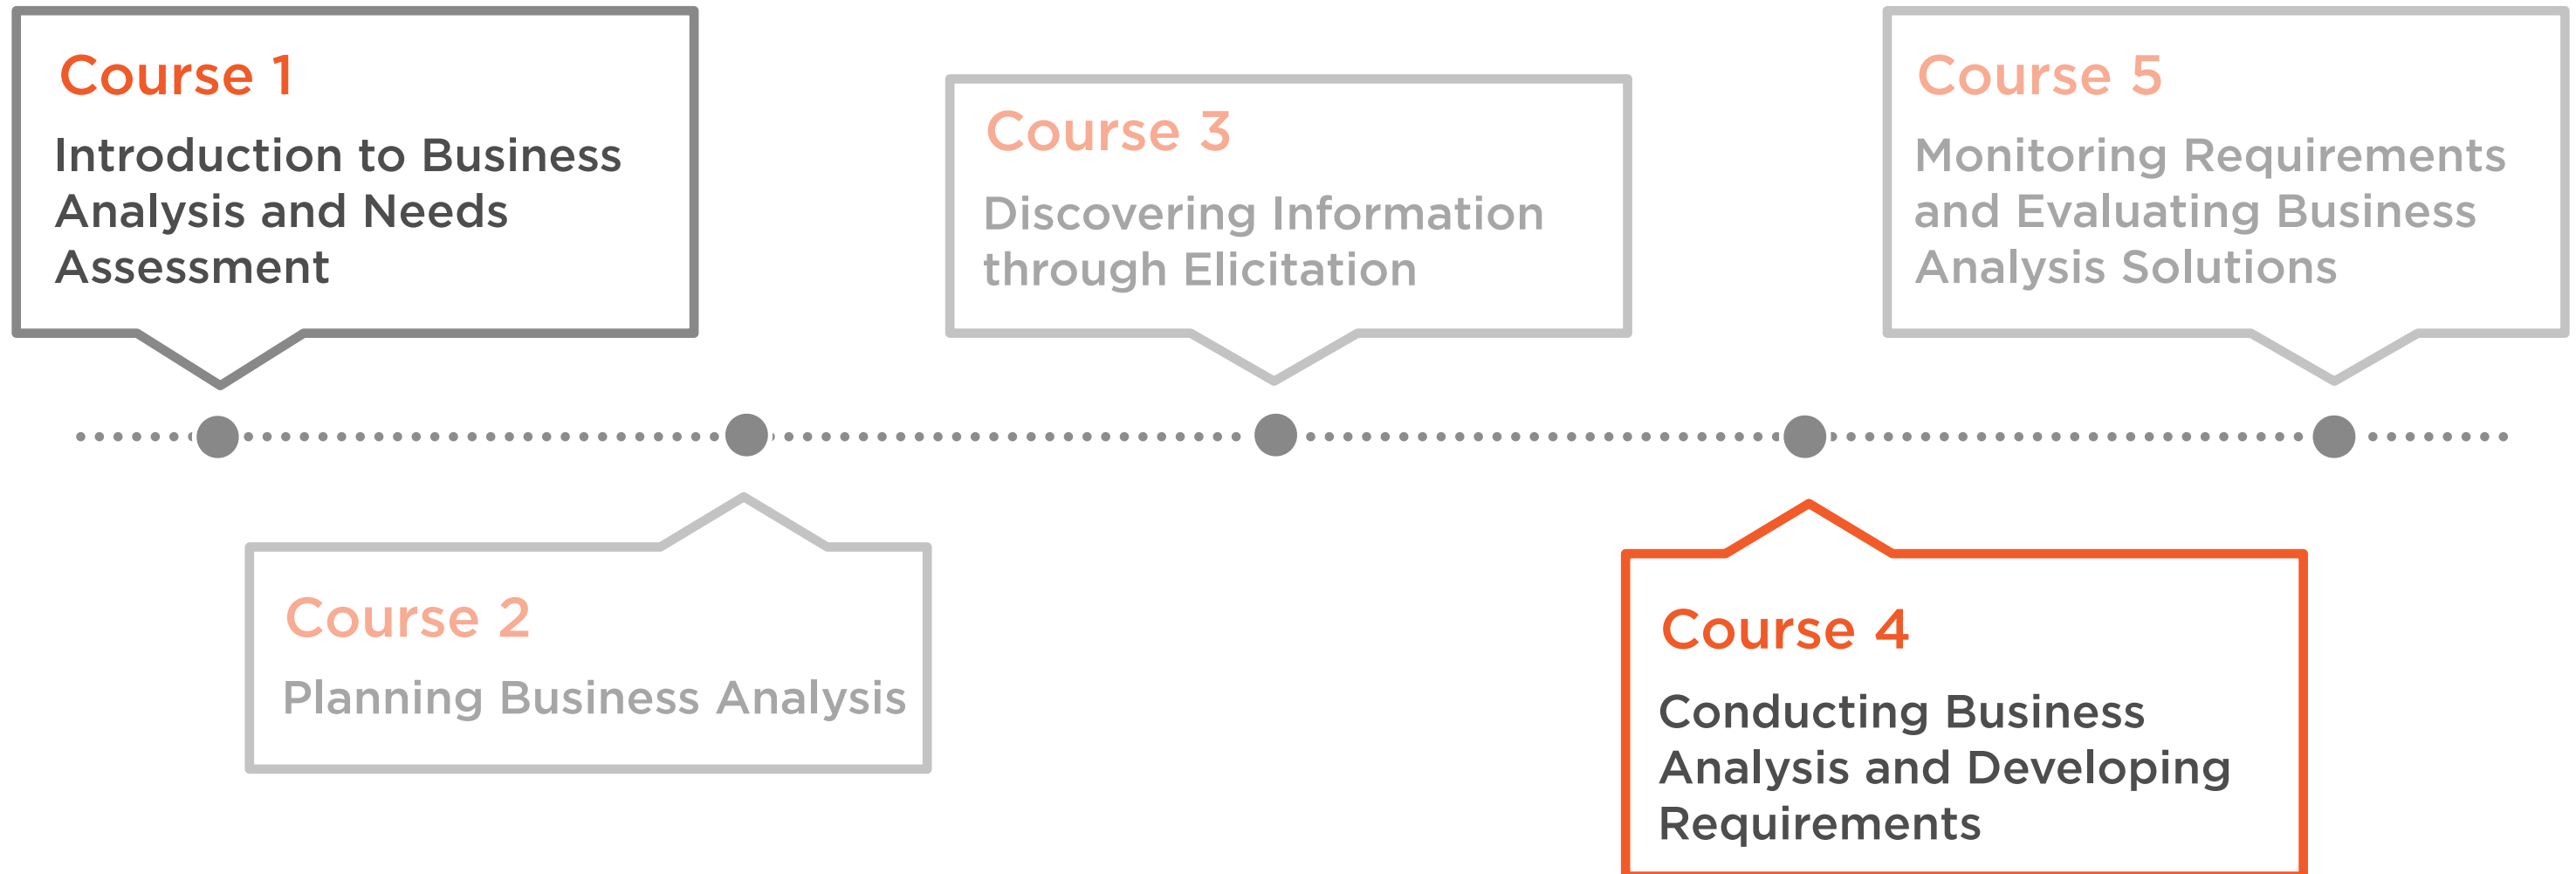 Course 1
Introduction to Business
Analysis and Needs
Assessment
Course 2
Planning Business Analysis
Course 3
Discovering Information
through Elicitation
Course 4
Conducting Business
Analysis and Developing
Requirements
Course 5
Monitoring Requirements
and Evaluating Business
Analysis Solutions